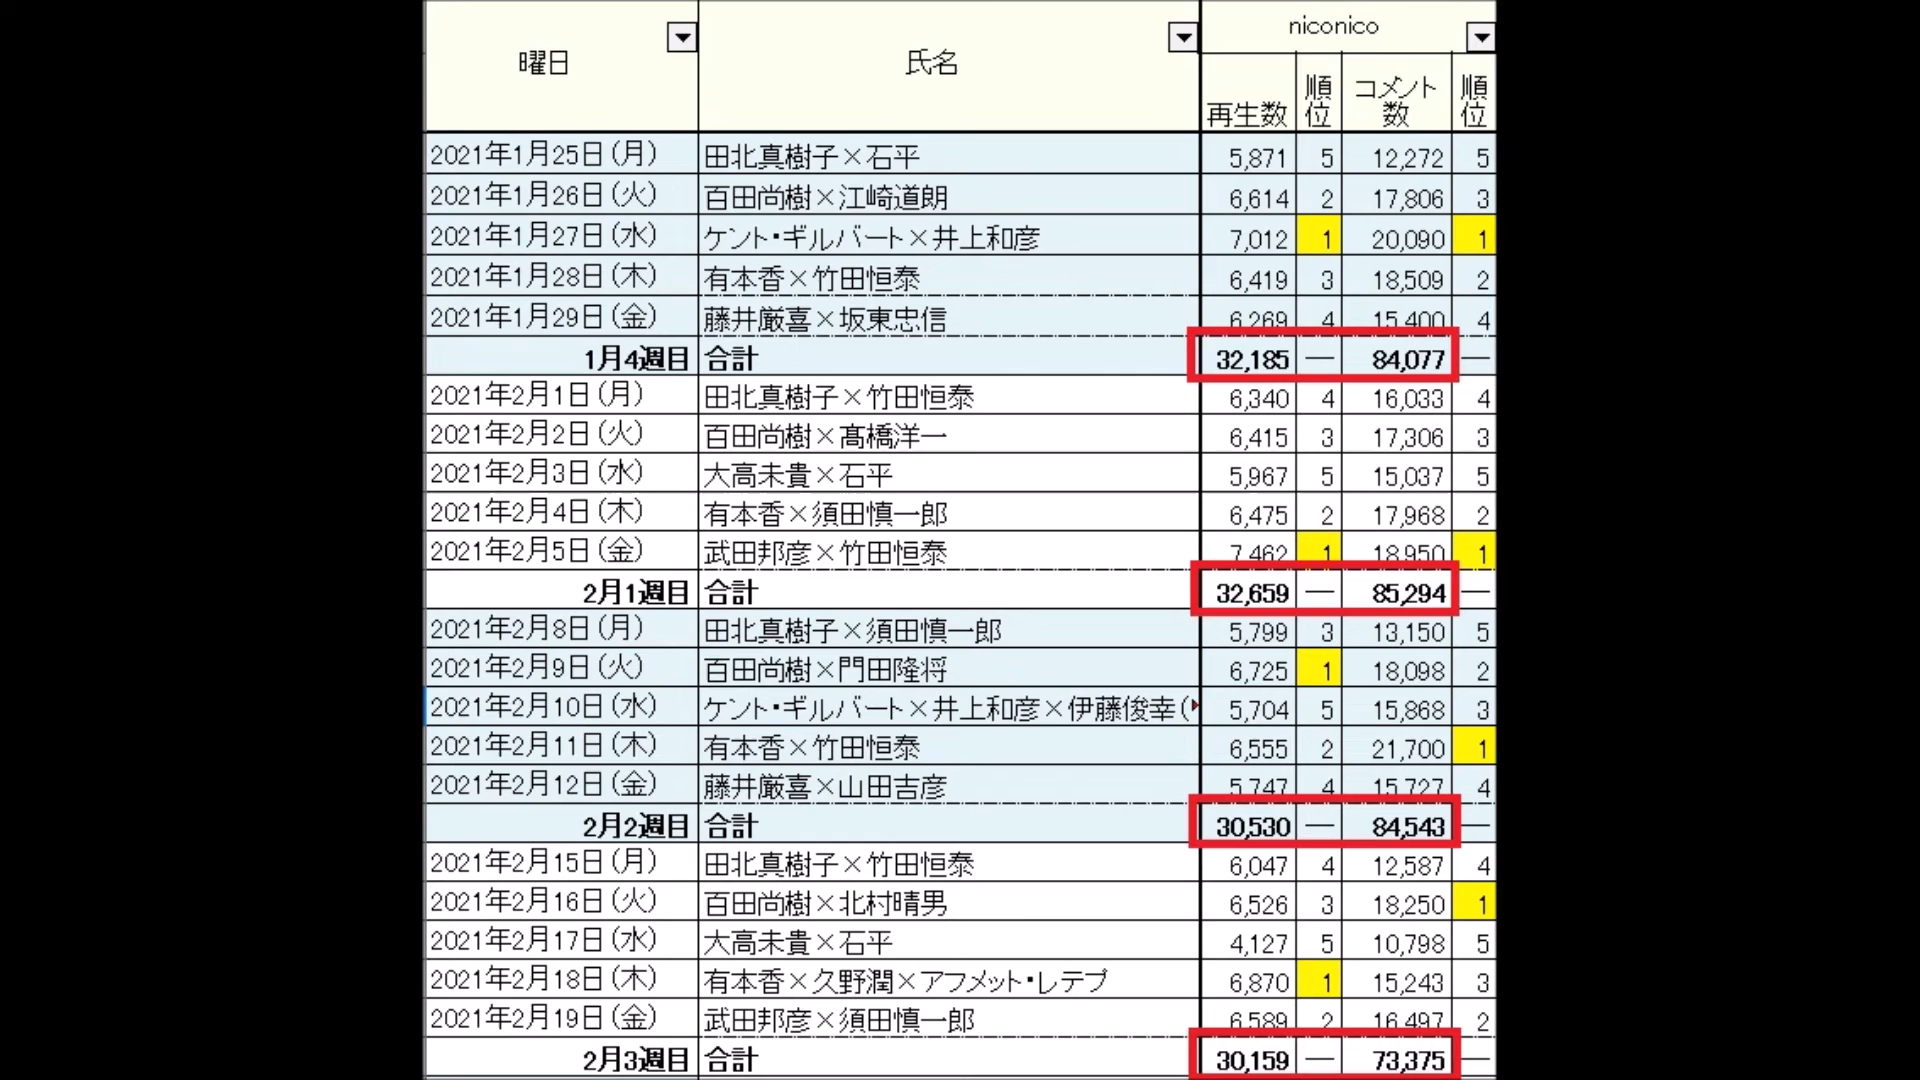 曜日 氏名 niconico
再生数 順位 コメント数 順位
2021年1月25日(月) 田北真樹子×石平 5,871 5 12,272 5
2021年1月26日(火) 百田尚樹×江崎道朗 6,614 2 17,806 3
2021年1月27日(水) ケント・ギルバート×井上和彦 7,012 1 20,090 1
2021年1月28日(木) 有本香×竹田恒泰 6,419 3 18,509 2
2021年1月29日(金) 藤井厳喜×坂東忠信 6,269 4 15,400 4
1月4週目 合計 32,185 — 84,077 —
2021年2月1日(月) 田北真樹子×竹田恒泰 6,340 4 16,033 4
2021年2月2日(火) 百田尚樹×髙橋洋一 6,415 3 17,306 3
2021年2月3日(水) 大高未貴×石平 5,967 5 15,037 5
2021年2月4日(木) 有本香×須田慎一郎 6,475 2 17,968 2
2021年2月5日(金) 武田邦彦×竹田恒泰 7,462 1 18,950 1
2月1週目 合計 32,659 — 85,294 —
2021年2月8日(月) 田北真樹子×須田慎一郎 5,799 3 13,150 5
2021年2月9日(火) 百田尚樹×門田隆将 6,725 1 18,098 2
2021年2月10日(水) ケント・ギルバート×井上和彦×伊藤俊幸( 5,704 5 15,868 3
2021年2月11日(木) 有本香×竹田恒泰 6,555 2 21,700 1
2021年2月12日(金) 藤井厳喜×山田吉彦 5,747 4 15,727 4
2月2週目 合計 30,530 — 84,543 —
2021年2月15日(月) 田北真樹子×竹田恒泰 6,047 4 12,587 4
2021年2月16日(火) 百田尚樹×北村晴男 6,526 3 18,250 1
2021年2月17日(水) 大高未貴×石平 4,127 5 10,798 5
2021年2月18日(木) 有本香×久野潤×アフメット・レテプ 6,870 1 15,243 3
2021年2月19日(金) 武田邦彦×須田慎一郎 6,589 2 16,497 2
2月3週目 合計 30,159 — 73,375 —